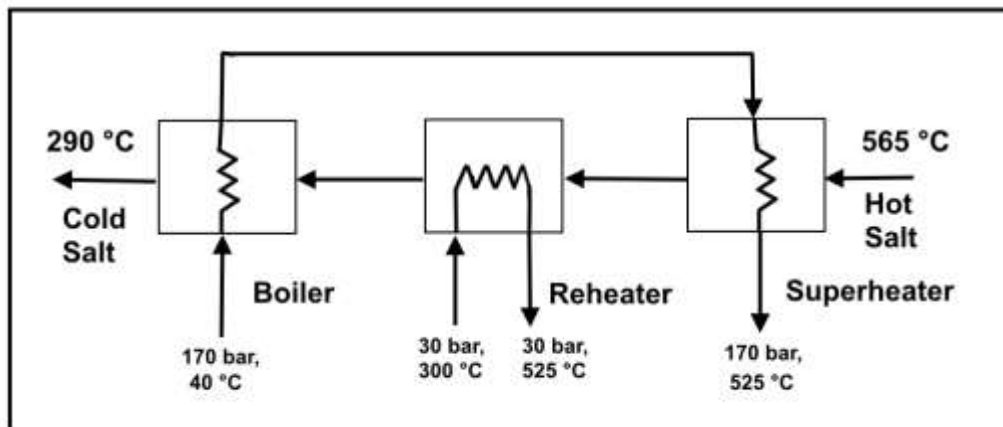 290 °C
Cold
Salt
565 °C
Hot
Salt
Boiler
Reheater
Superheater
170 bar,
40 °C
30 bar,
300 °C
30 bar,
525 °C
170 bar,
525 °C